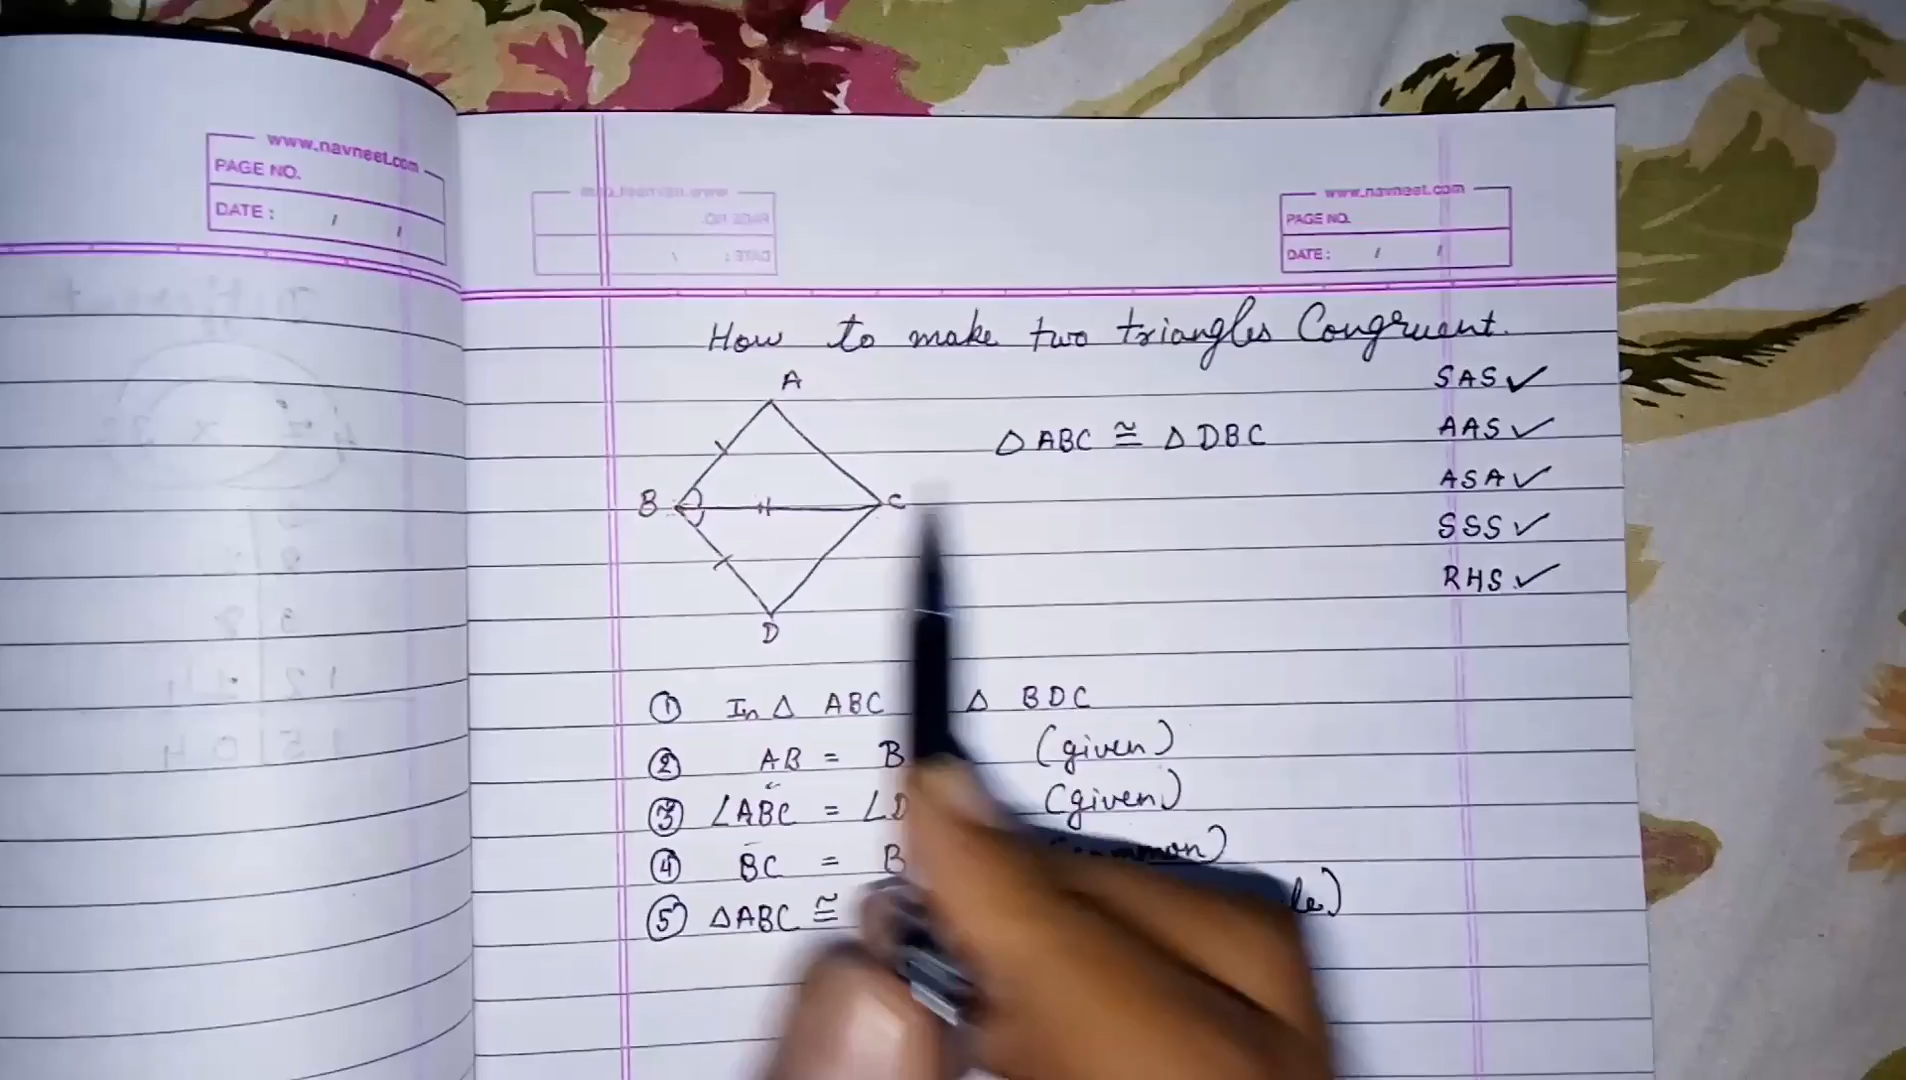 www.navneet.com
PAGE NO.
DATE : / /
www.navneet.com
PAGE NO.
DATE : / /
How to make two triangles Congruent.
SAS ✓
AAS ✓
ASA ✓
SSS ✓
RHS ✓
A
B
C
D
△ ABC ≅ △ DBC
① In △ ABC △ BDC
② AB = B (given)
③ ∠ABC = ∠D (given)
④ BC = B
⑤ △ABC ≅